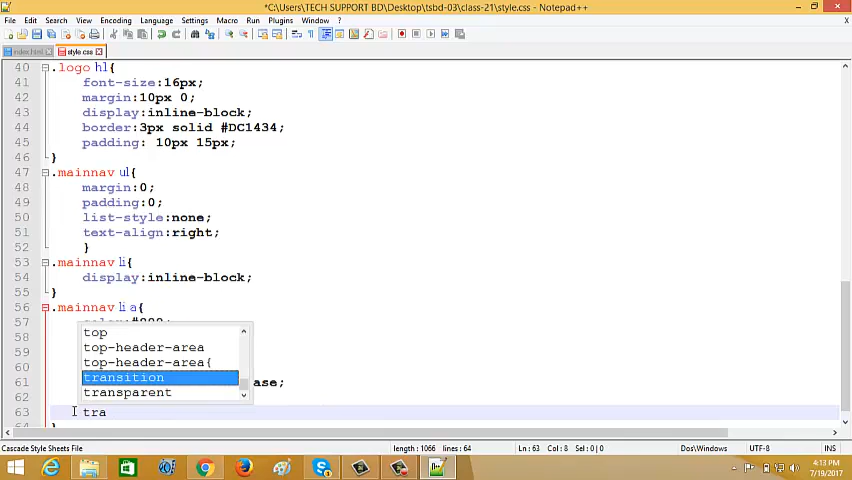 *C:\Users\TECH SUPPORT BD\Desktop\tsbd-03\class-21\style.css - Notepad++
File Edit Search View Encoding Language Settings Macro Run Plugins Window ?
index.html style.css
40 .logo h1{
41 font-size:16px;
42 margin:10px 0;
43 display:inline-block;
44 border:3px solid #DC1434;
45 padding: 10px 15px;
46 }
47 .mainnav ul{
48 margin:0;
49 padding:0;
50 list-style:none;
51 text-align:right;
52 }
53 .mainnav li{
54 display:inline-block;
55 }
56 .mainnav li a{
57
58 top
59 top-header-area
60 top-header-area{
61 transition ase;
62 transparent
63 tra
64 }
Cascade Style Sheets File length : 1066 lines : 64 Ln : 63 Col : 8 Sel : 0 | 0 Dos\Windows UTF-8 INS
4:13 PM
7/19/2017